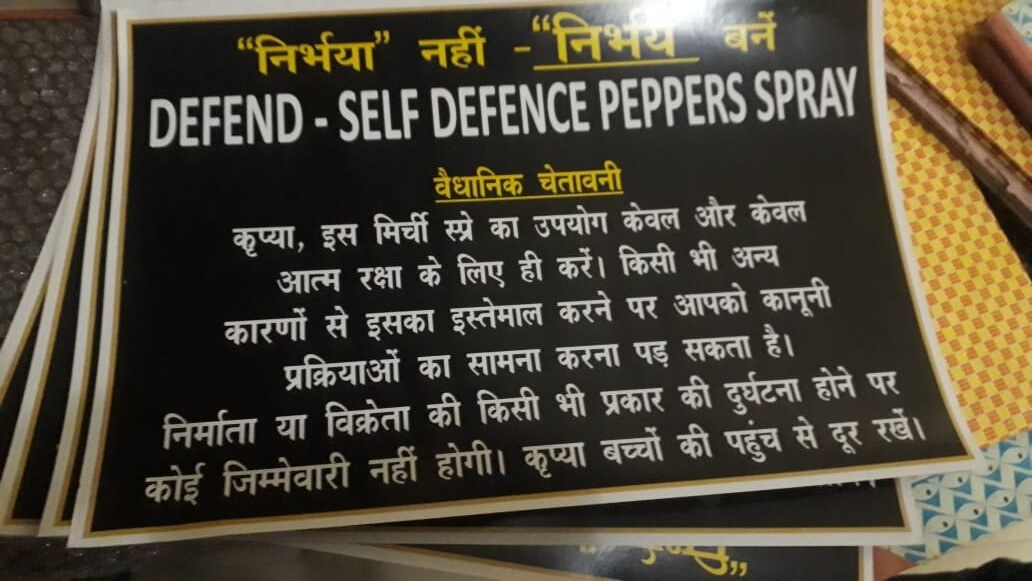 “निर्भया” नहीं -“निर्भय” बनें
DEFEND - SELF DEFENCE PEPPERS SPRAY
वैधानिक चेतावनी
कृप्या, इस मिर्ची स्प्रे का उपयोग केवल और केवल
आत्म रक्षा के लिए ही करें। किसी भी अन्य
कारणों से इसका इस्तेमाल करने पर आपको कानूनी
प्रक्रियाओं का सामना करना पड़ सकता है।
निर्माता या विक्रेता की किसी भी प्रकार की दुर्घटना होने पर
कोई जिम्मेवारी नहीं होगी। कृप्या बच्चों की पहुंच से दूर रखें।